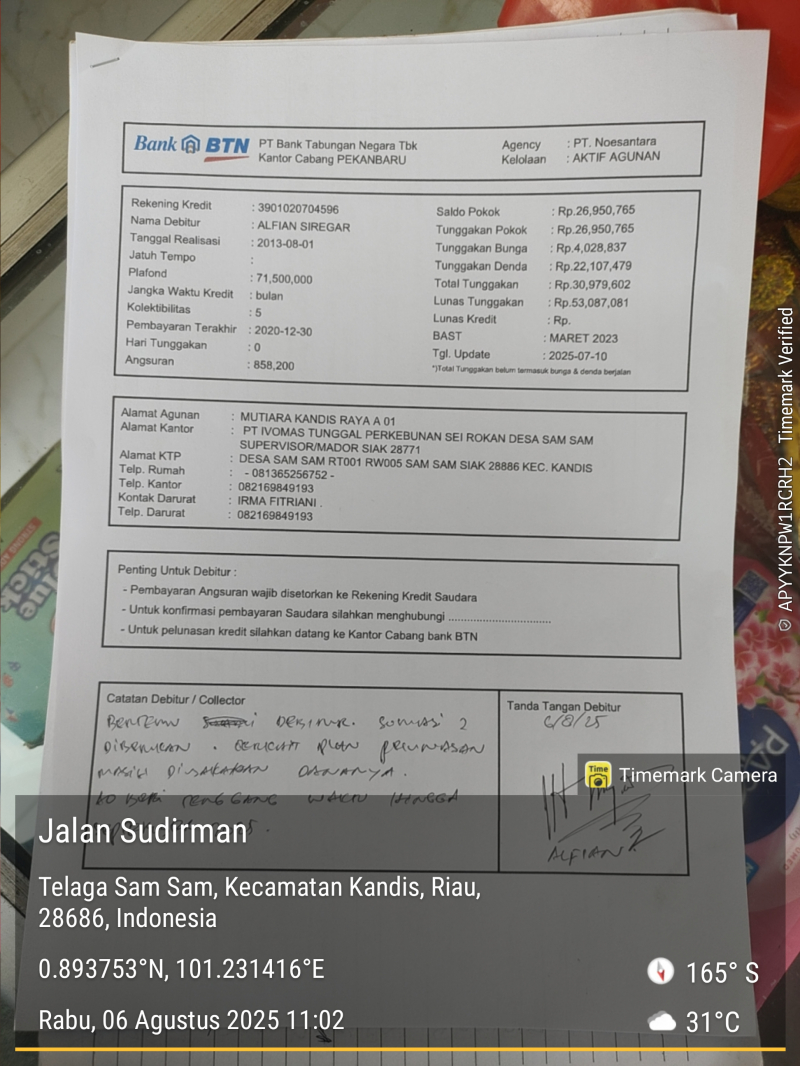 Bank BTN
PT Bank Tabungan Negara Tbk
Kantor Cabang PEKANBARU
Agency : PT. Noesantara
Kelolaan : AKTIF AGUNAN
Rekening Kredit : 3901020704596
Nama Debitur : ALFIAN SIREGAR
Tanggal Realisasi : 2013-08-01
Jatuh Tempo :
Plafond : 71,500,000
Jangka Waktu Kredit : bulan
Kolektibilitas : 5
Pembayaran Terakhir : 2020-12-30
Hari Tunggakan : 0
Angsuran : 858,200
Saldo Pokok : Rp.26,950,765
Tunggakan Pokok : Rp.26,950,765
Tunggakan Bunga : Rp.4,028,837
Tunggakan Denda : Rp.22,107,479
Total Tunggakan : Rp.30,979,602
Lunas Tunggakan : Rp.53,087,081
Lunas Kredit : Rp.
BAST : MARET 2023
Tgl. Update : 2025-07-10
*)Total Tunggakan belum termasuk bunga & denda berjalan
Alamat Agunan : MUTIARA KANDIS RAYA A 01
Alamat Kantor : PT IVOMAS TUNGGAL PERKEBUNAN SEI ROKAN DESA SAM SAM
SUPERVISOR/MADOR SIAK 28771
Alamat KTP : DESA SAM SAM RT001 RW005 SAM SAM SIAK 28886 KEC. KANDIS
Telp. Rumah : - 081365256752 -
Telp. Kantor : 082169849193
Kontak Darurat : IRMA FITRIANI .
Telp. Darurat : 082169849193
Penting Untuk Debitur :
- Pembayaran Angsuran wajib disetorkan ke Rekening Kredit Saudara
- Untuk konfirmasi pembayaran Saudara silahkan menghubungi ................................
- Untuk pelunasan kredit silahkan datang ke Kantor Cabang bank BTN
Catatan Debitur / Collector
BERTEMU DEBITUR. SOMASI 2
DIBERIKAN . PLAN PELUNASAN
MASIH DIUSAHAKAN DANANYA.
TENGGANG WAKTU HINGGA
Tanda Tangan Debitur
6/8/25
ALFIAN
Time
Timemark Camera
Jalan Sudirman
Telaga Sam Sam, Kecamatan Kandis, Riau,
28686, Indonesia
0.893753°N, 101.231416°E
Rabu, 06 Agustus 2025 11:02
165° S
31°C
APYYKNPW1RCRH2 Timemark Verified